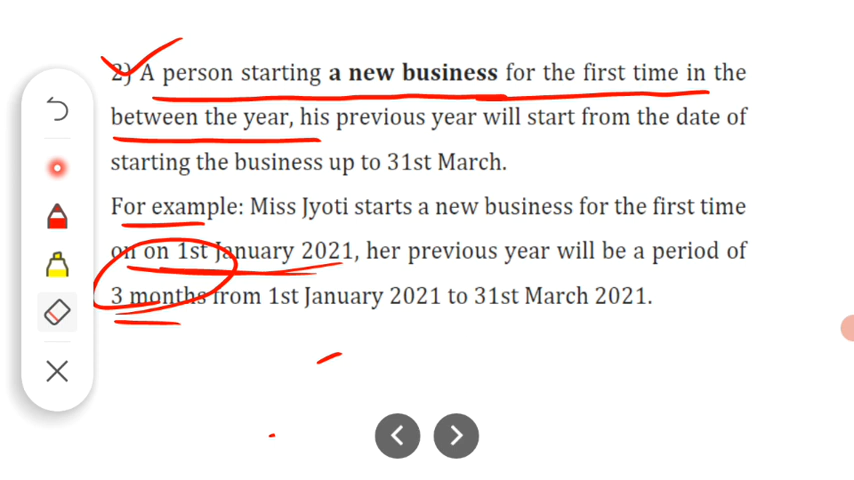 2) A person starting a new business for the first time in the
between the year, his previous year will start from the date of
starting the business up to 31st March.
For example: Miss Jyoti starts a new business for the first time
on on 1st January 2021, her previous year will be a period of
3 months from 1st January 2021 to 31st March 2021.